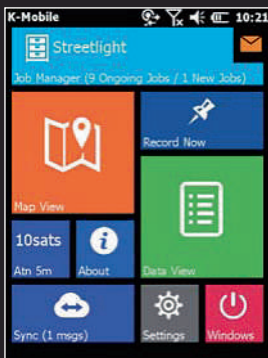 K-Mobile 10:21
Streetlight
Job Manager (9 Ongoing Jobs / 1 New Jobs)
Map View
Record Now
10sats
Atn 5m
About
Data View
Sync (1 msgs)
Settings
Windows